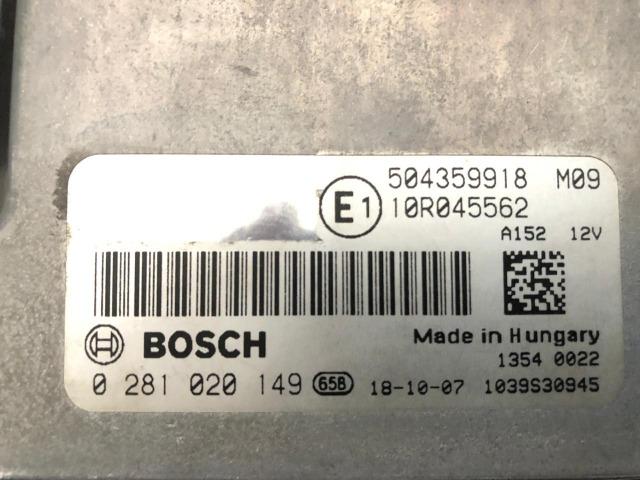 504359918 M09
E1 10R045562
A152 12V
BOSCH Made in Hungary
1354 0022
0 281 020 149 65B 18-10-07 1039S30945